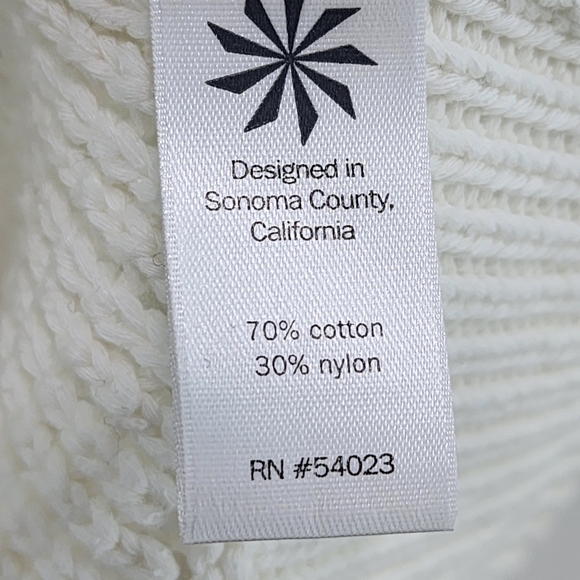 Designed in
Sonoma County,
California
70% cotton
30% nylon
RN #54023